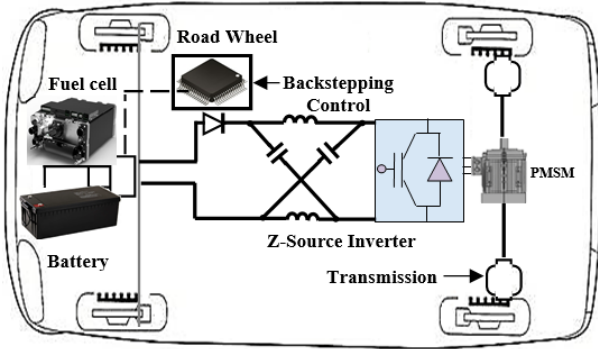 Road Wheel
Fuel cell
Backstepping
Control
PMSM
Z-Source Inverter
Battery
Transmission